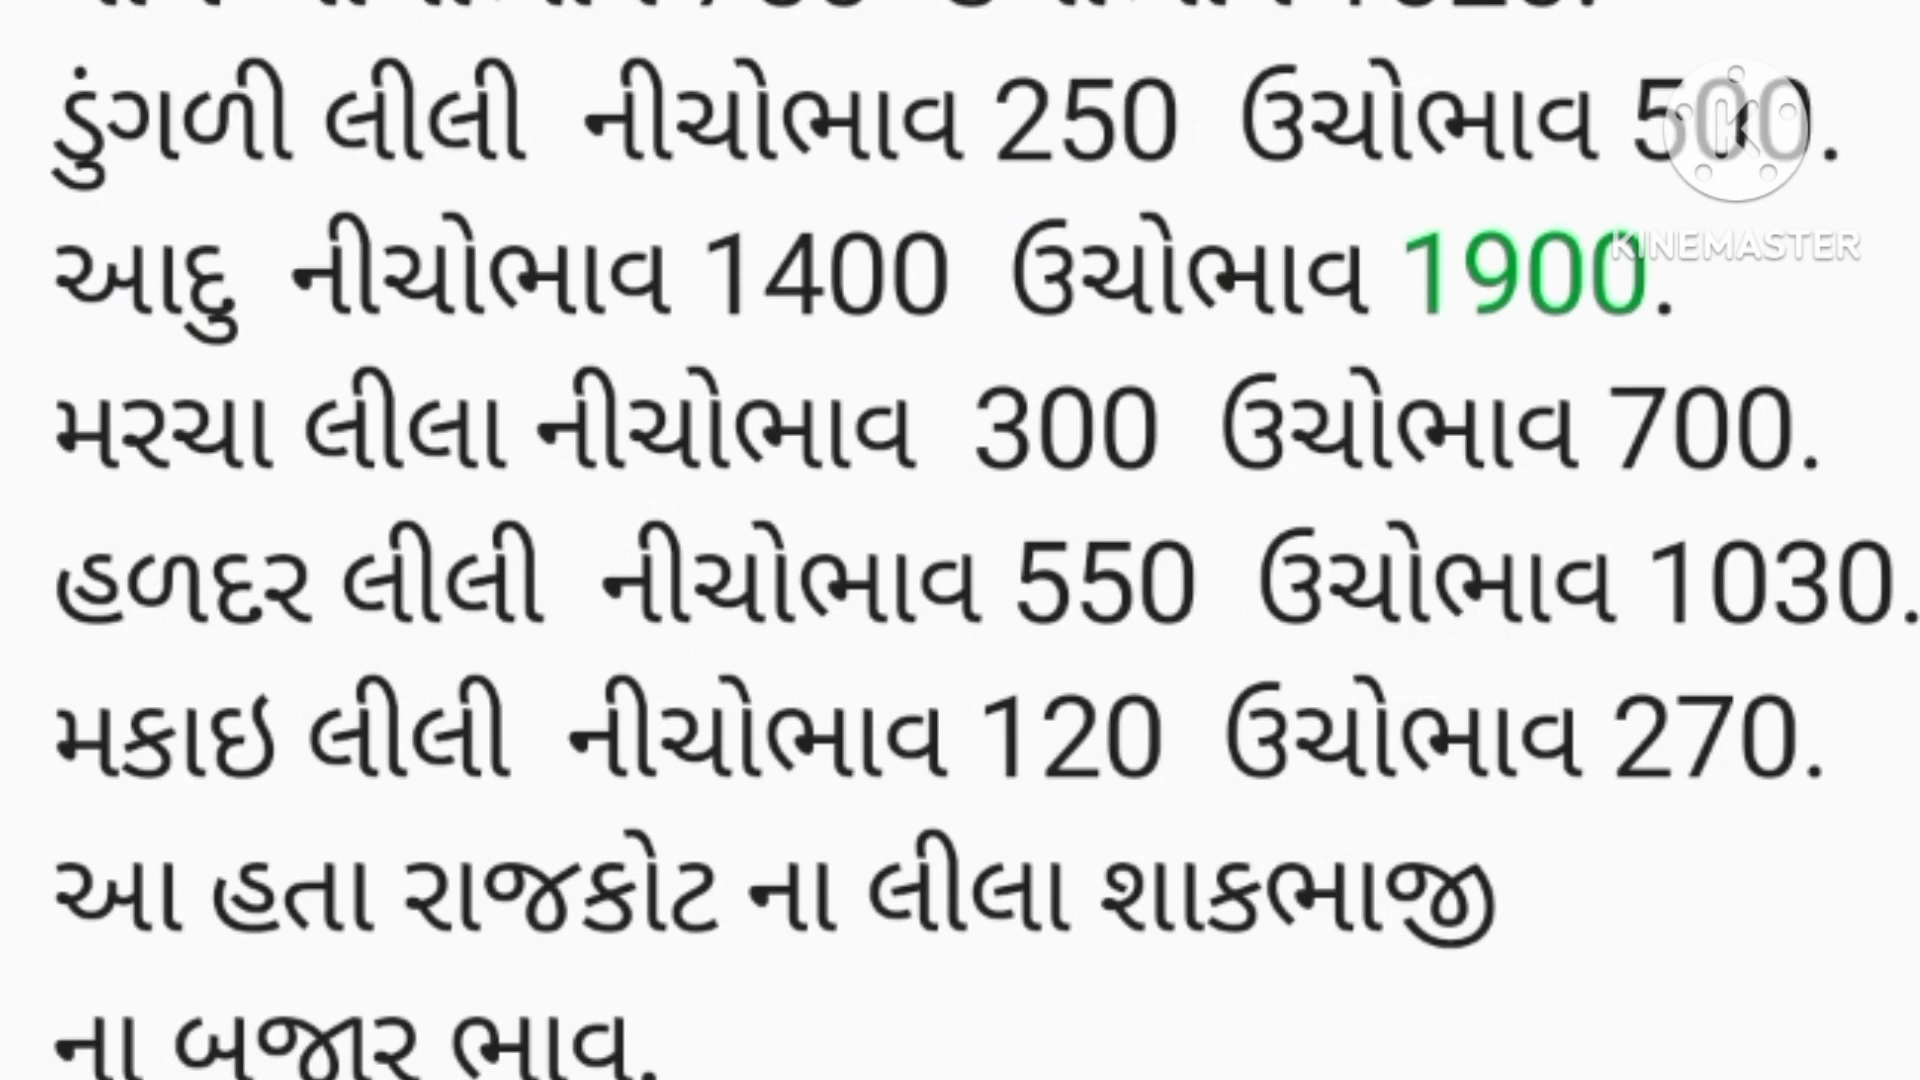 ડુંગળી લીલી નીચોભાવ 250 ઉચોભાવ 500.
આદુ નીચોભાવ 1400 ઉચોભાવ 1900.
KINEMASTER
મરચા લીલા નીચોભાવ 300 ઉચોભાવ 700.
હળદર લીલી નીચોભાવ 550 ઉચોભાવ 1030.
મકાઇ લીલી નીચોભાવ 120 ઉચોભાવ 270.
આ હતા રાજકોટ ના લીલા શાકભાજી
ના બજાર ભાવ.